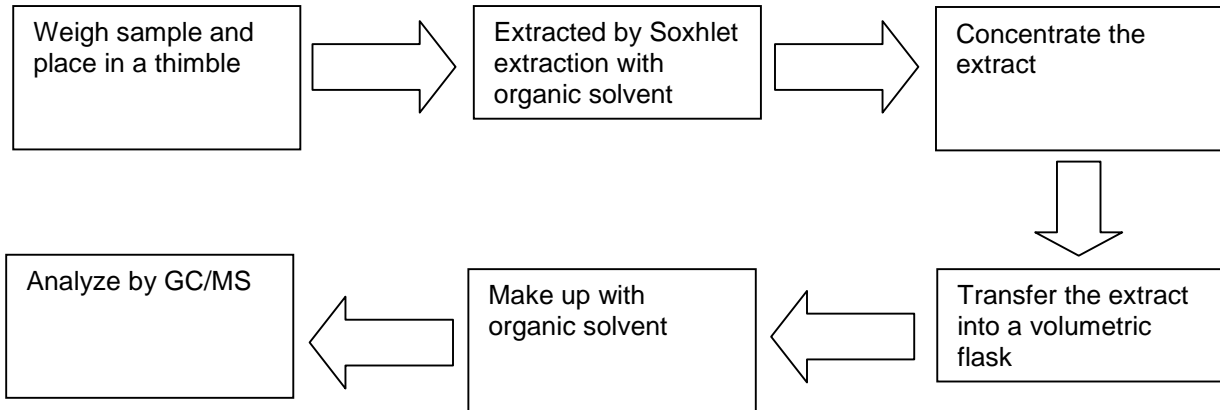 Weigh sample and
place in a thimble
Extracted by Soxhlet
extraction with
organic solvent
Concentrate the
extract
Transfer the extract
into a volumetric
flask
Make up with
organic solvent
Analyze by GC/MS